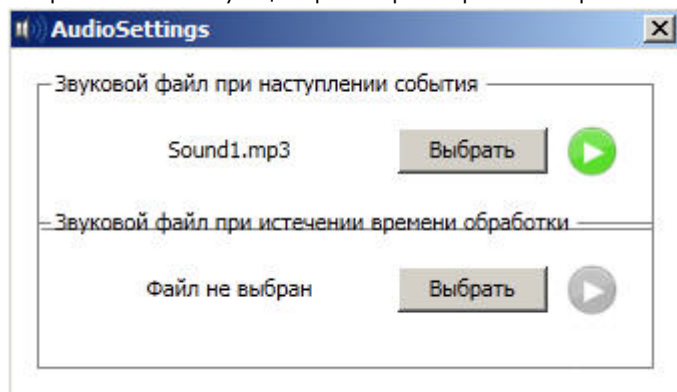 AudioSettings
Звуковой файл при наступлении события
Sound1.mp3 Выбрать
Звуковой файл при истечении времени обработки
Файл не выбран Выбрать